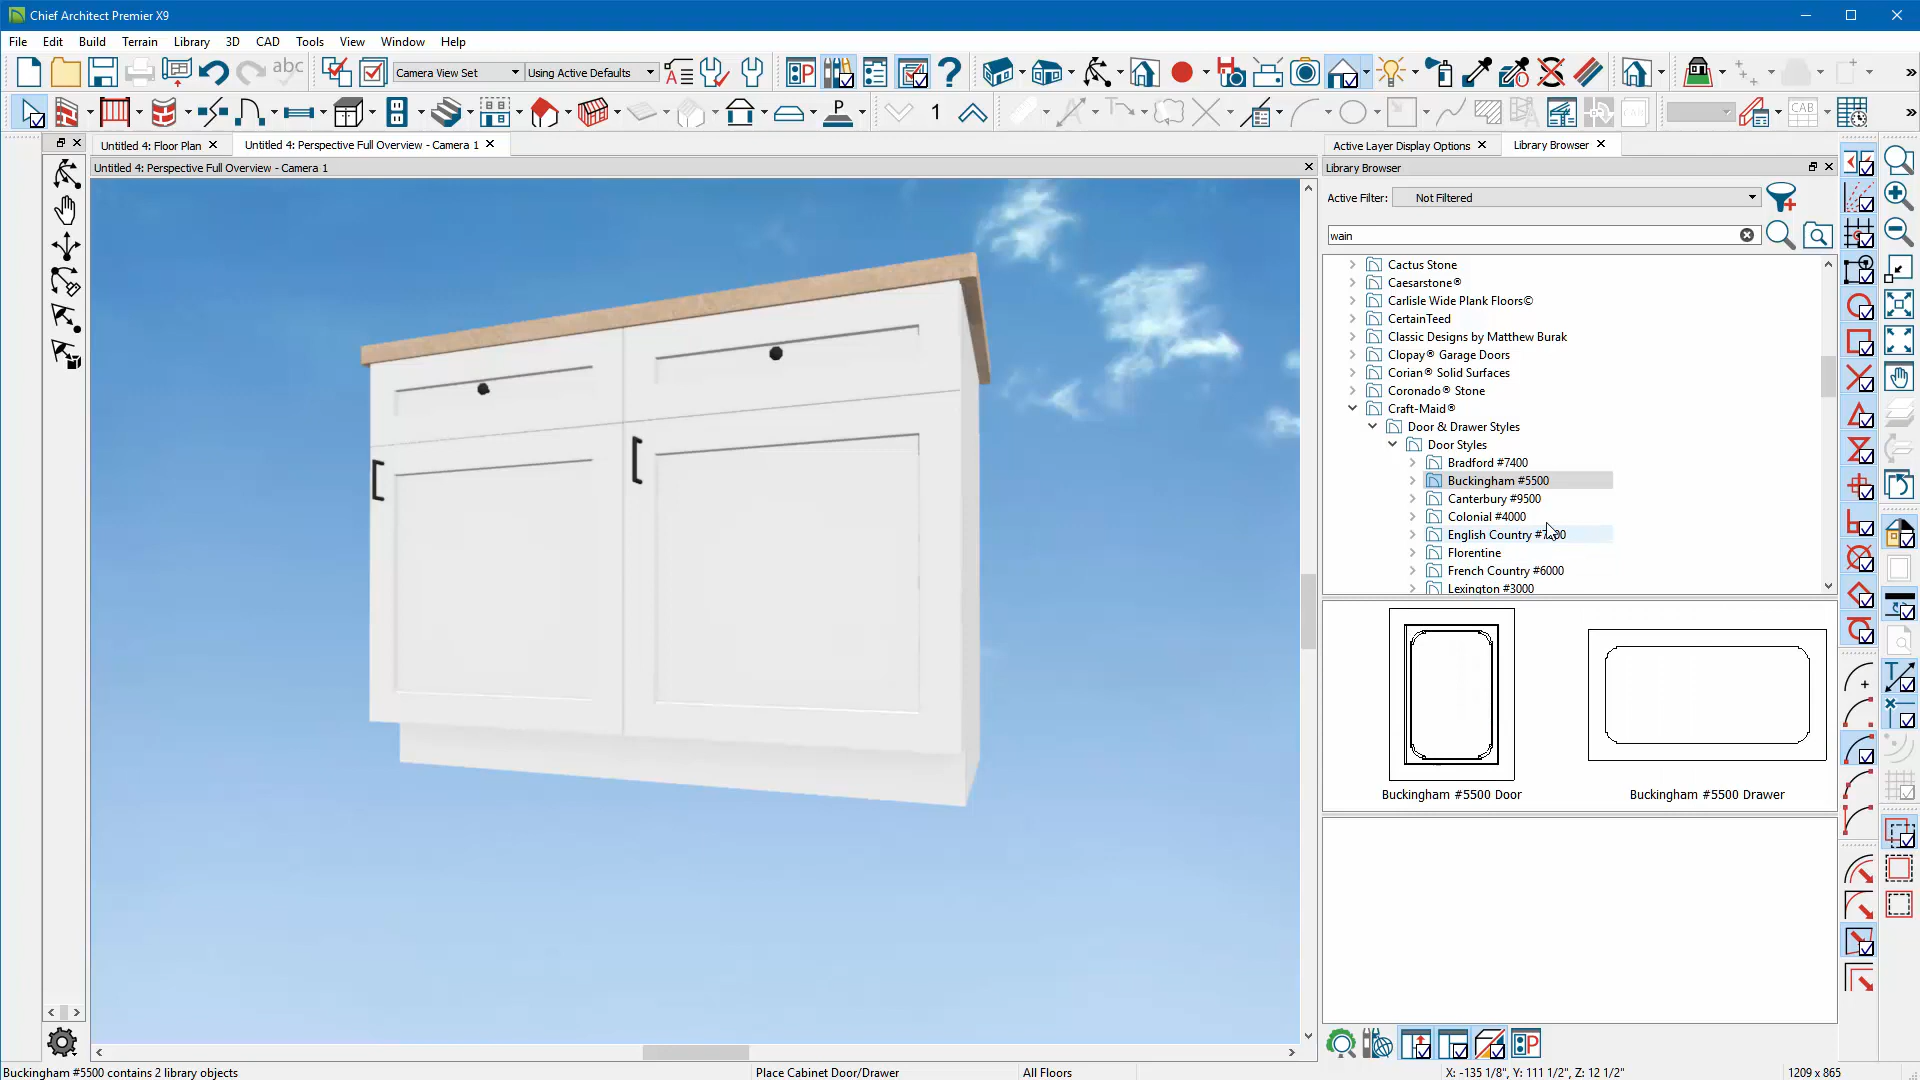 Chief Architect Premier X9
File Edit Build Terrain Library 3D CAD Tools View Window Help
abc Camera View Set Using Active Defaults
P 1 CAB
Untitled 4: Floor Plan Untitled 4: Perspective Full Overview - Camera 1 Active Layer Display Options Library Browser
Untitled 4: Perspective Full Overview - Camera 1
Library Browser
Active Filter: Not Filtered
wain
Cactus Stone
Caesarstone®
Carlisle Wide Plank Floors©
CertainTeed
Classic Designs by Matthew Burak
Clopay® Garage Doors
Corian® Solid Surfaces
Coronado® Stone
Craft-Maid®
Door & Drawer Styles
Door Styles
Bradford #7400
Buckingham #5500
Canterbury #9500
Colonial #4000
English Country
Florentine
French Country #6000
Lexington #3000
Buckingham #5500 Door
Buckingham #5500 Drawer
Buckingham #5500 contains 2 library objects Place Cabinet Door/Drawer All Floors X: -135 1/8", Y: 111 1/2", Z: 12 1/2" 1209 x 865